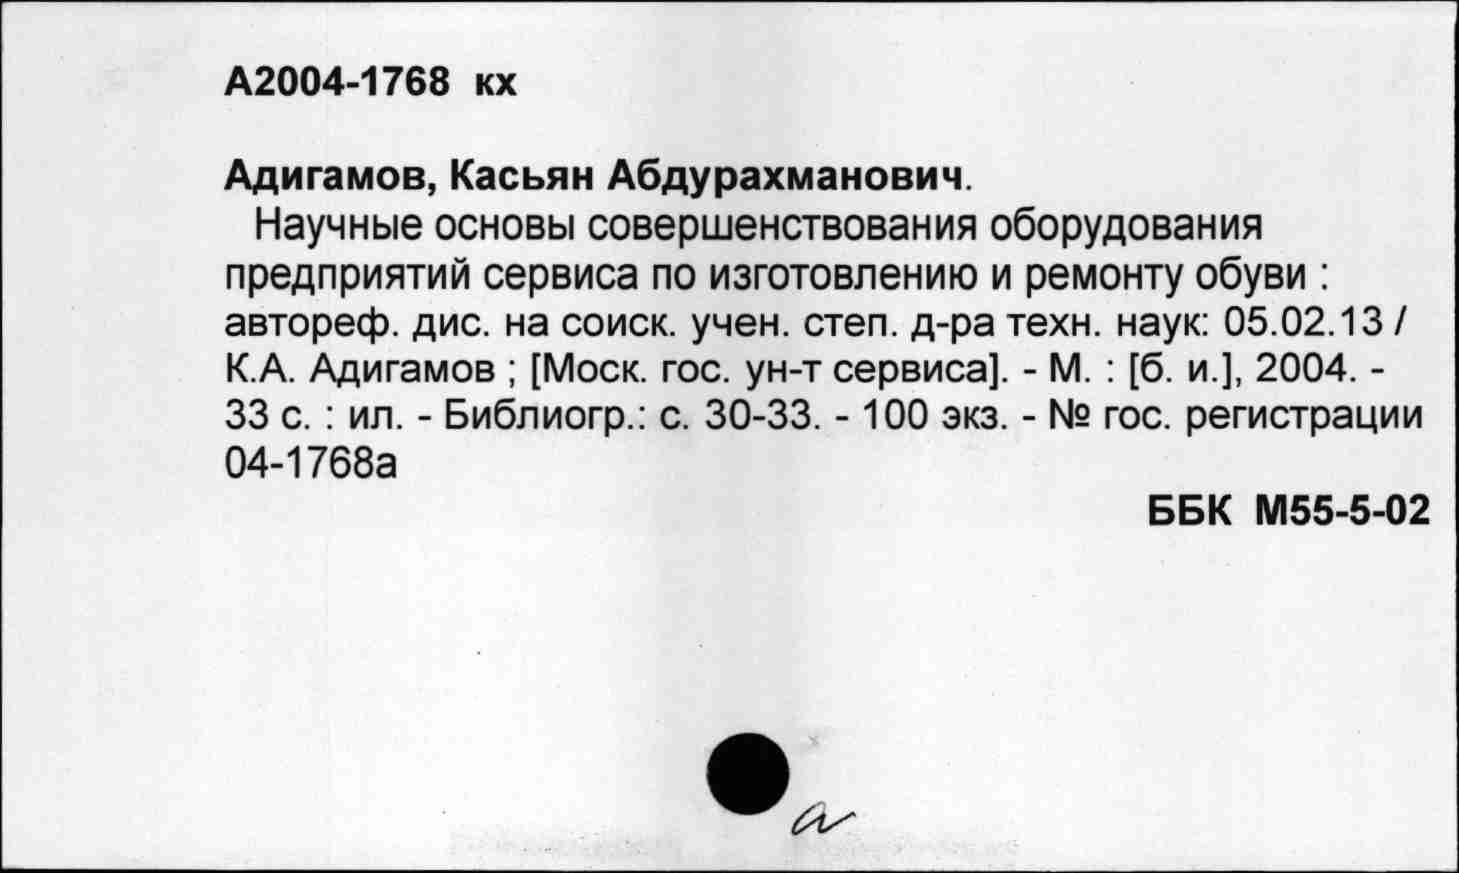 А2004-1768 кх
Адигамов, Касьян Абдурахманович.
Научные основы совершенствования оборудования
предприятий сервиса по изготовлению и ремонту обуви :
автореф. дис. на соиск. учен. степ. д-ра техн. наук: 05.02.13 /
К.А. Адигамов ; [Моск. гос. ун-т сервиса]. - М. : [б. и.], 2004. -
33 с. : ил. - Библиогр.: с. 30-33. - 100 экз. - № гос. регистрации
04-1768а
ББК М55-5-02